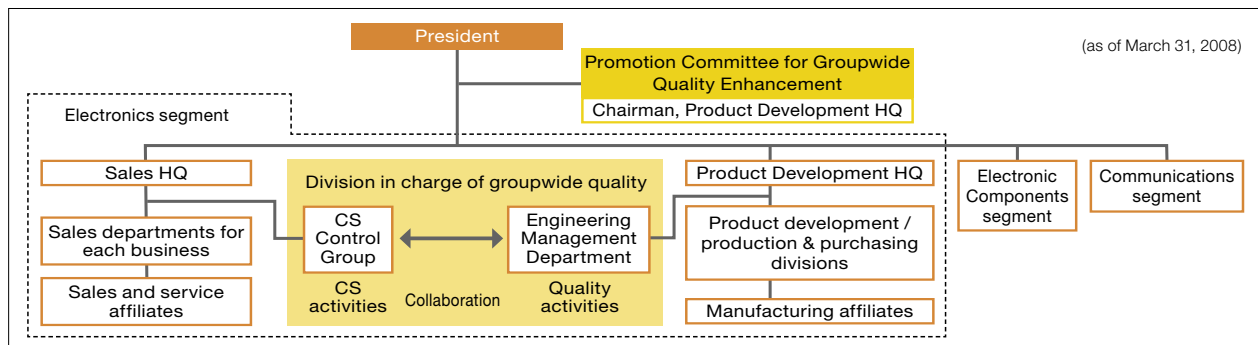 President
(as of March 31, 2008)
Promotion Committee for Groupwide
Quality Enhancement
Chairman, Product Development HQ
Electronics segment
Sales HQ
Division in charge of groupwide quality
Product Development HQ
Electronic
Components
segment
Communications
segment
Sales departments for
each business
CS
Control
Group
Engineering
Management
Department
Product development /
production & purchasing
divisions
Sales and service
affiliates
CS
activities
Collaboration
Quality
activities
Manufacturing affiliates